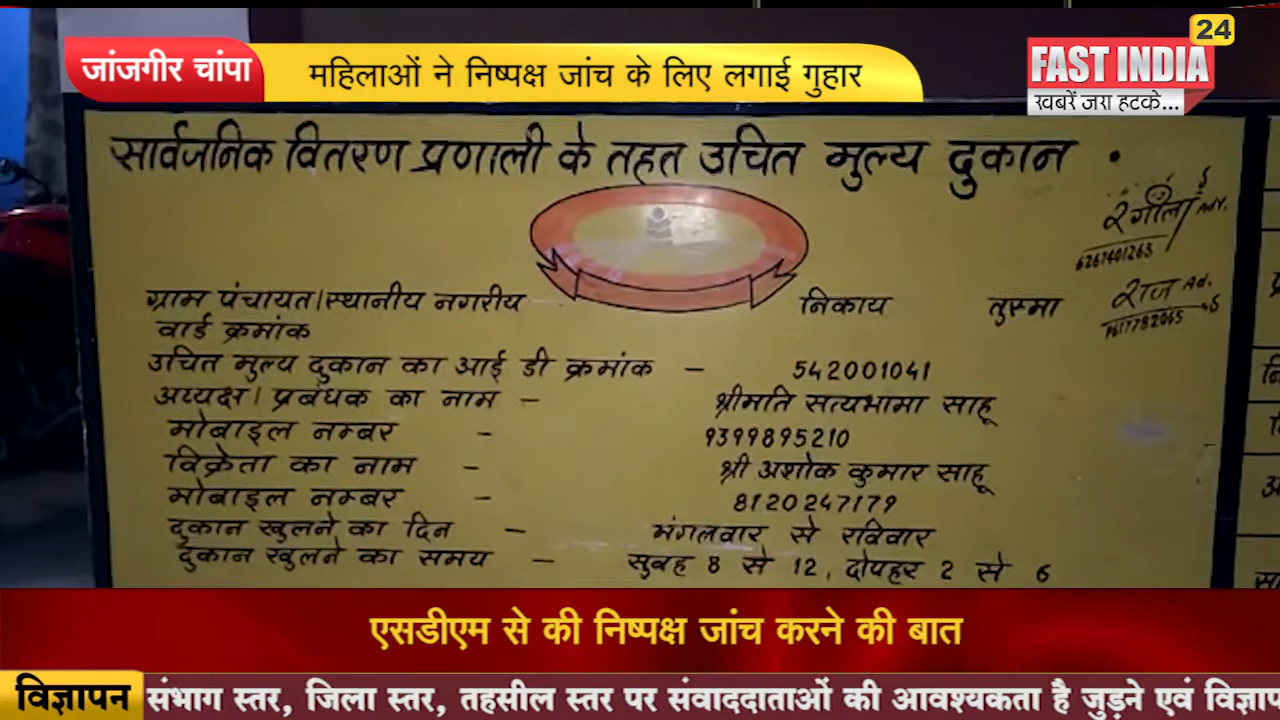 24
जांजगीर चांपा
महिलाओं ने निष्पक्ष जांच के लिए लगाई गुहार
FAST INDIA
खबरें जरा हटके...
सार्वजनिक वितरण प्रणाली के तहत उचित मुल्य दुकान
रंगीला Adv.
6261401263
ग्राम पंचायत/स्थानीय नगरीय निकाय तुस्मा
राज Ad.
वार्ड क्रमांक
उचित मुल्य दुकान का आई डी क्रमांक - 542001041
अध्यक्ष/प्रबंधक का नाम - श्रीमति सत्यभामा साहू
मोबाइल नम्बर - 9399895210
विक्रेता का नाम - श्री अशोक कुमार साहू
मोबाइल नम्बर - 8120247179
दुकान खुलने का दिन - मंगलवार से रविवार
दुकान खुलने का समय - सुबह 8 से 12, दोपहर 2 से 6
एसडीएम से की निष्पक्ष जांच करने की बात
विज्ञापन संभाग स्तर, जिला स्तर, तहसील स्तर पर संवाददाताओं की आवश्यकता है जुड़ने एवं